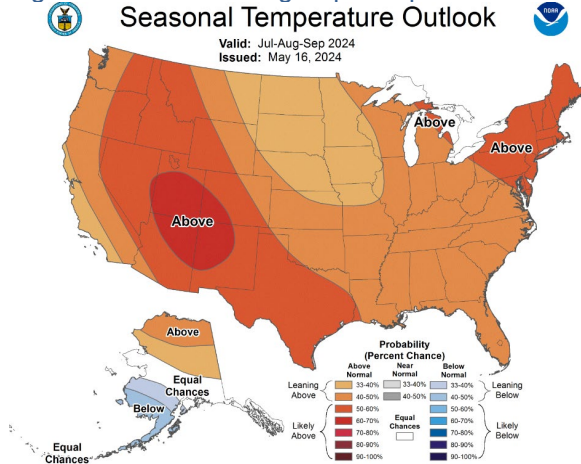 Seasonal Temperature Outlook
NOAA
Valid: Jul-Aug-Sep 2024
Issued: May 16, 2024
Above
Above
Above
Above
Equal
Chances
Below
Equal
Chances
Probability
(Percent Chance)
Above
Normal
Near
Normal
Below
Normal
Leaning
Above
33-40%
40-50%
33-40%
40-50%
33-40%
40-50%
Leaning
Below
Likely
Above
50-60%
60-70%
70-80%
80-90%
90-100%
Equal
Chances
50-60%
60-70%
70-80%
80-90%
90-100%
Likely
Below